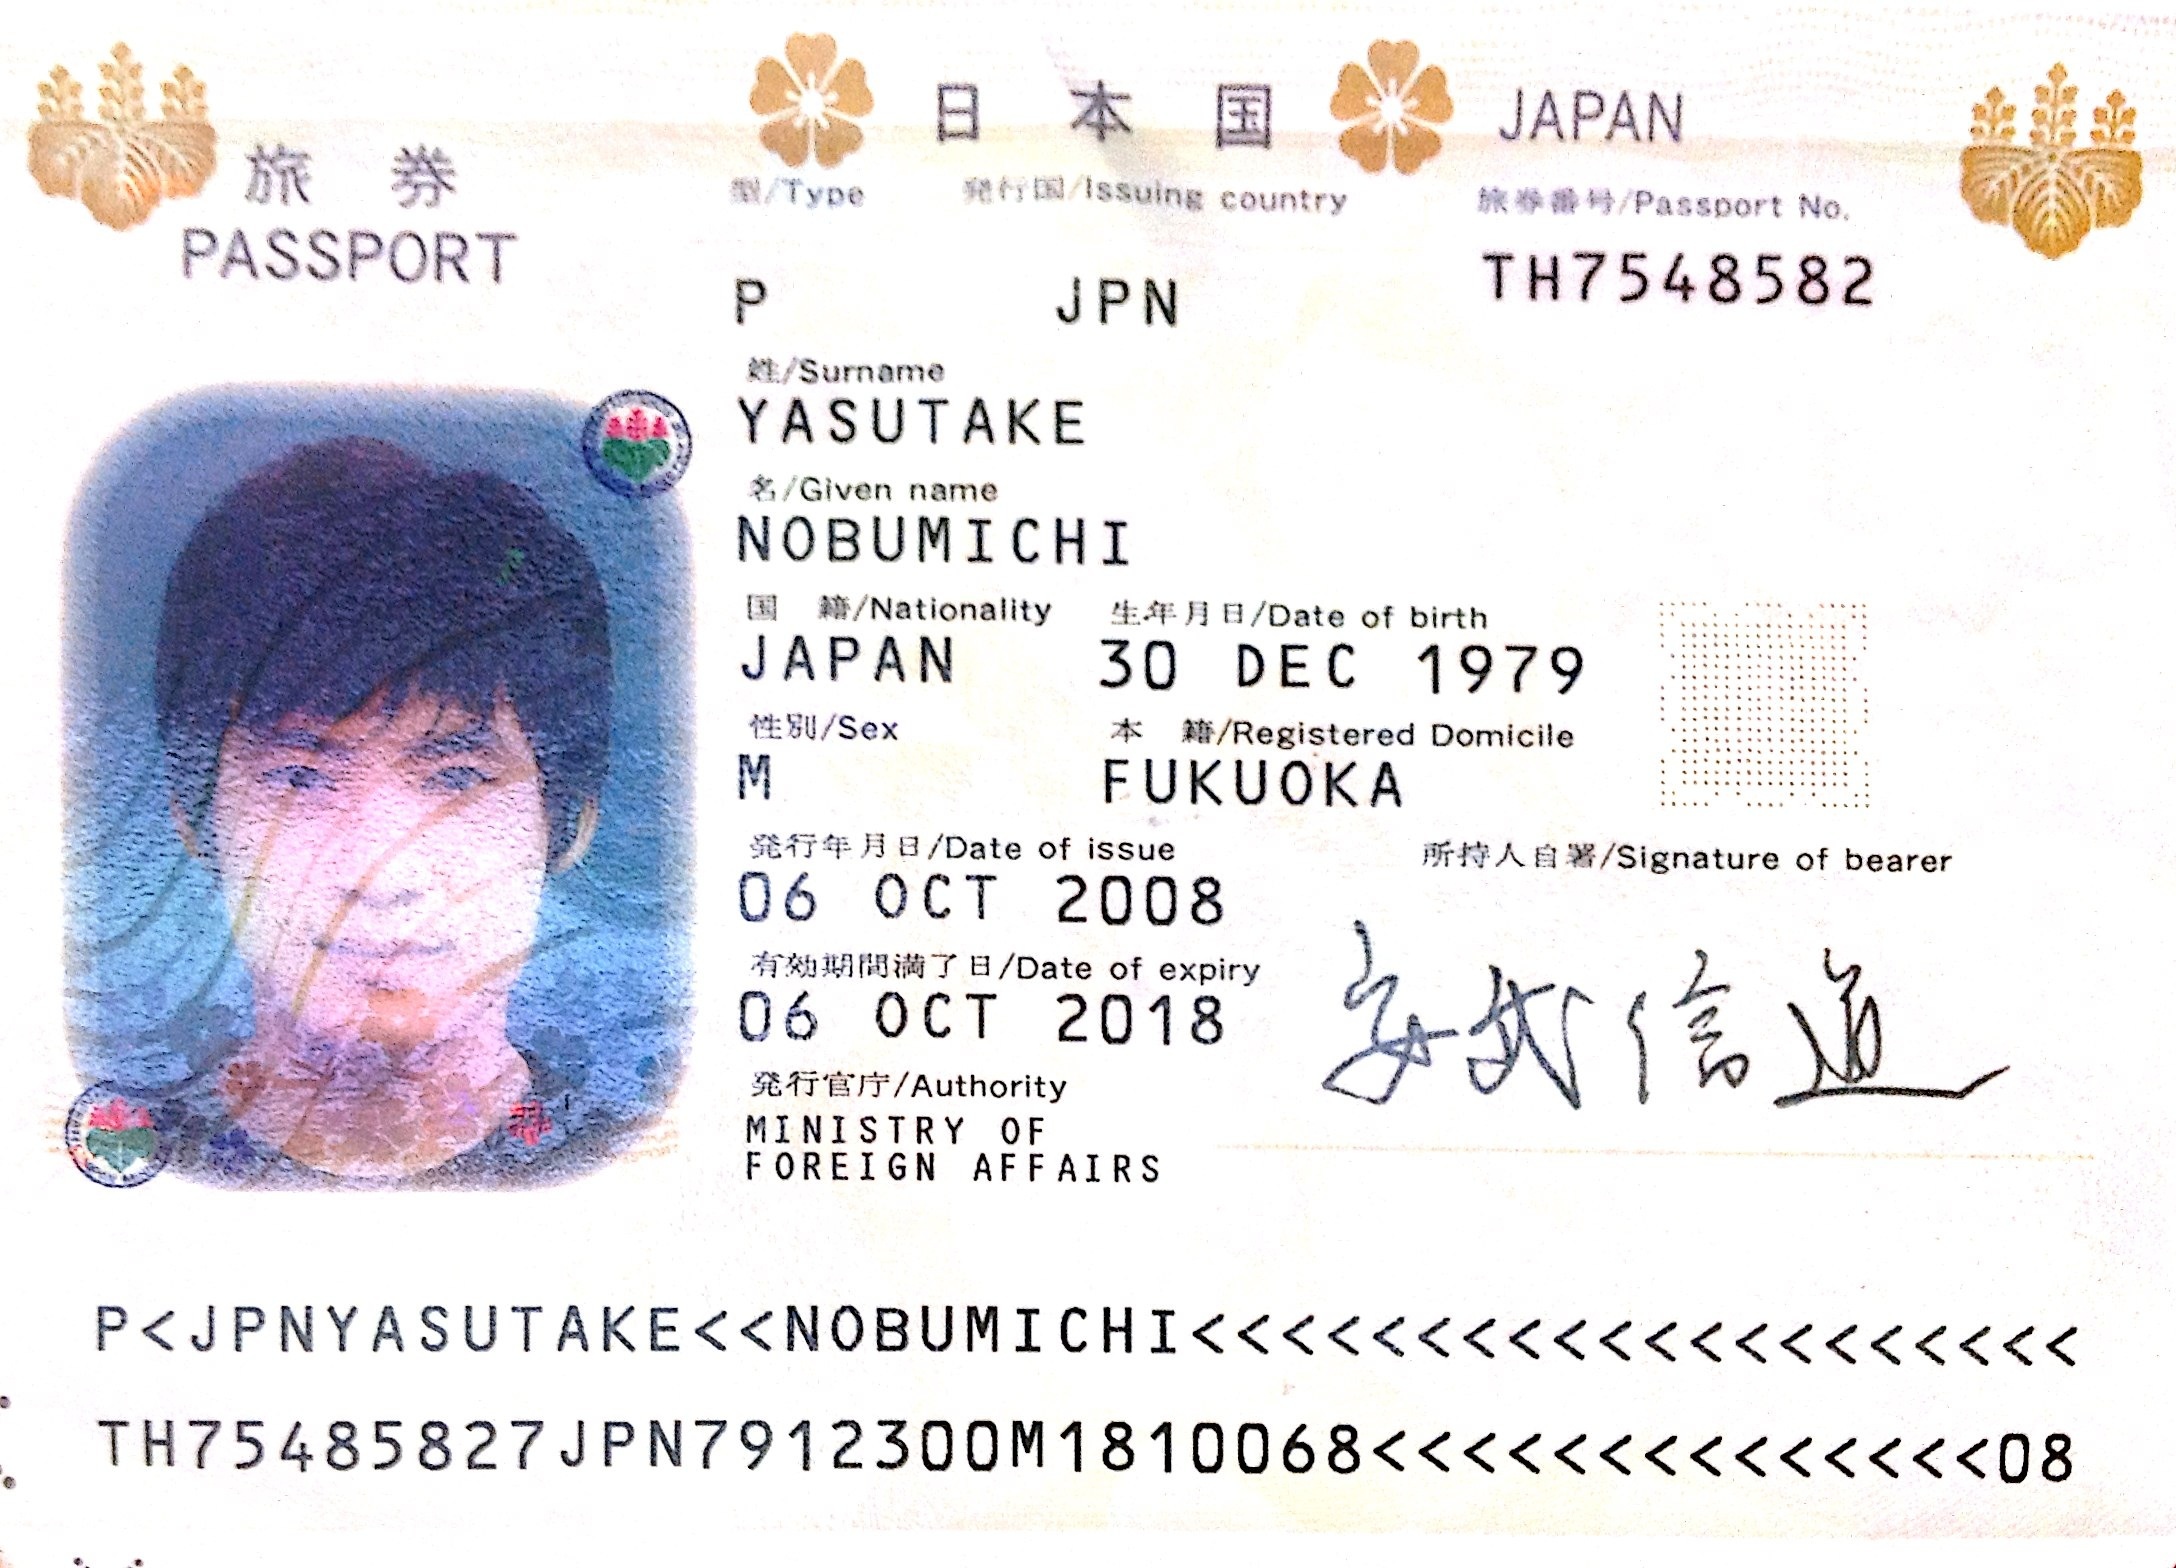 日本国 JAPAN
旅券
PASSPORT
型/Type 発行国/Issuing country 旅券番号/Passport No.
P JPN TH7548582
姓/Surname
YASUTAKE
名/Given name
NOBUMICHI
国 籍/Nationality 生年月日/Date of birth
JAPAN 30 DEC 1979
性別/Sex 本 籍/Registered Domicile
M FUKUOKA
発行年月日/Date of issue 所持人自署/Signature of bearer
06 OCT 2008
有効期間満了日/Date of expiry
06 OCT 2018
安武信道
発行官庁/Authority
MINISTRY OF
FOREIGN AFFAIRS
P<JPNYASUTAKE<<NOBUMICHI<<<<<<<<<<<<<<<<<<<<
TH75485827JPN7912300M1810068<<<<<<<<<<<<<<08